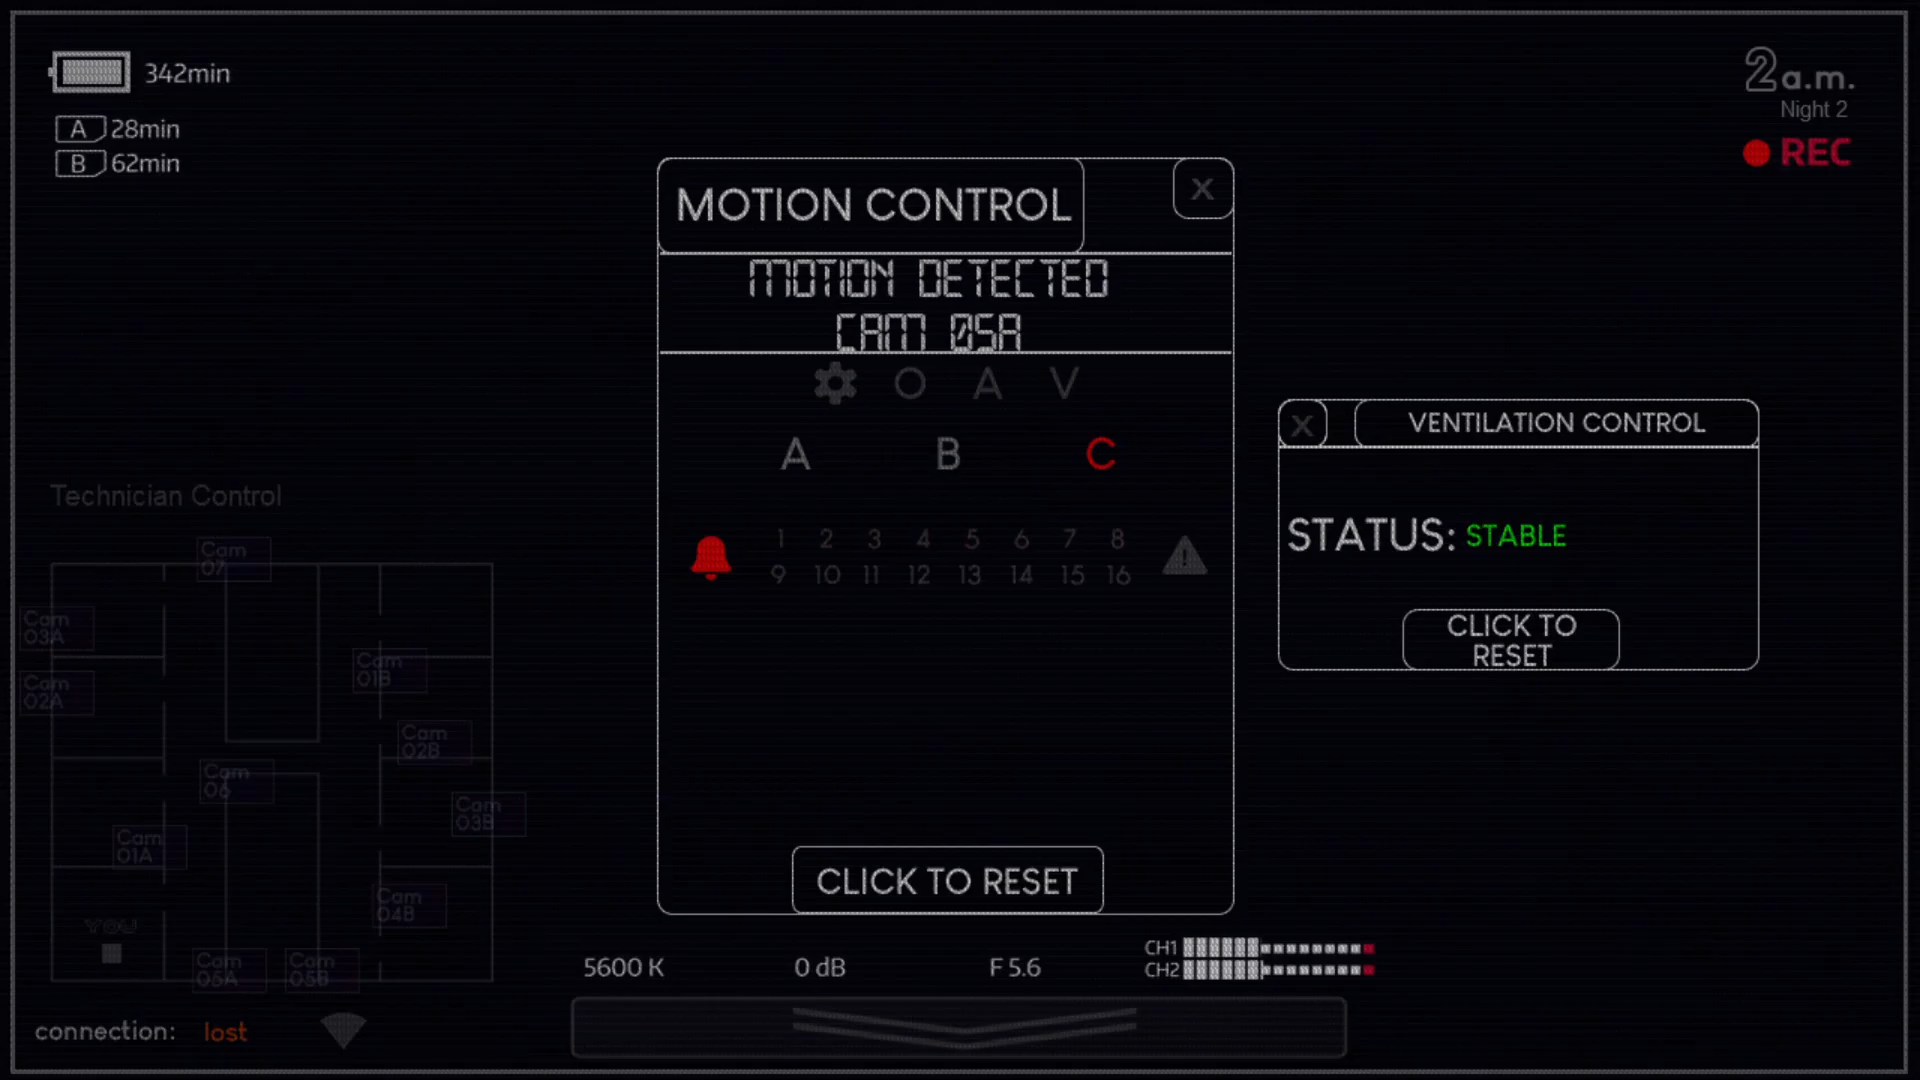 342min
A 28min
B 62min
2 a.m.
Night 2
REC
MOTION CONTROL
X
MOTION DETECTED
CAM 05A
O A V
A B C
1 2 3 4 5 6 7 8
9 10 11 12 13 14 15 16
CLICK TO RESET
X
VENTILATION CONTROL
STATUS: STABLE
CLICK TO
RESET
Technician Control
Cam
07
Cam
03A
Cam
01B
Cam
02A
Cam
02B
Cam
06
Cam
03B
Cam
01A
Cam
04B
YOU
Cam
05A
Cam
05B
5600 K
0 dB
F 5.6
CH1
CH2
connection: lost